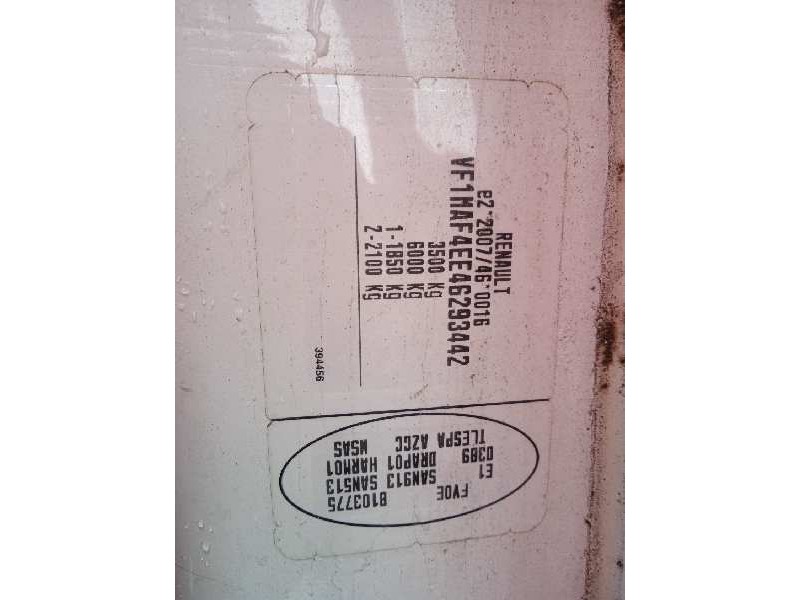 RENAULT
e2*2007/46*0016
VF1MAF4EE46293442
3500 kg
6000 kg
1-1850 kg
2-2100 kg
394456
FVOE 8103775
E1 SAN913 SAN513
0389 DRAP01 HARM01
TLESPA AZGC MSAS